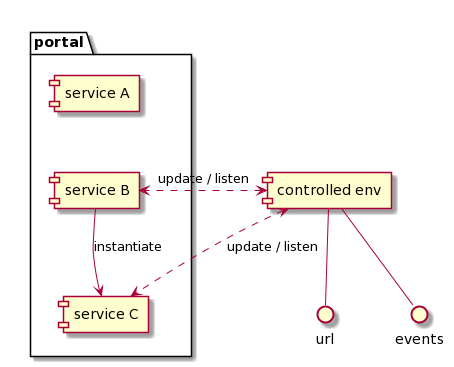 portal
service A
service B
update / listen
controlled env
instantiate
update / listen
service C
url
events